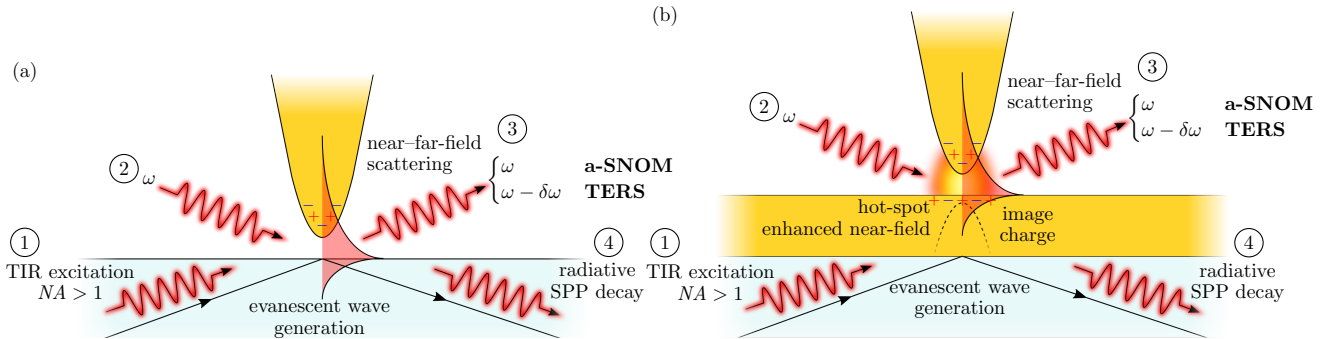 (a)
2
ω
near–far-field
scattering
3
ω
ω − δω
a-SNOM
TERS
− −
+ +
−
1
TIR excitation
NA > 1
evanescent wave
generation
4
radiative
SPP decay
(b)
2
ω
near–far-field
scattering
3
ω
ω − δω
a-SNOM
TERS
− −
+ +
−
+ − + − +
hot-spot
enhanced near-field
image
charge
1
TIR excitation
NA > 1
evanescent wave
generation
4
radiative
SPP decay